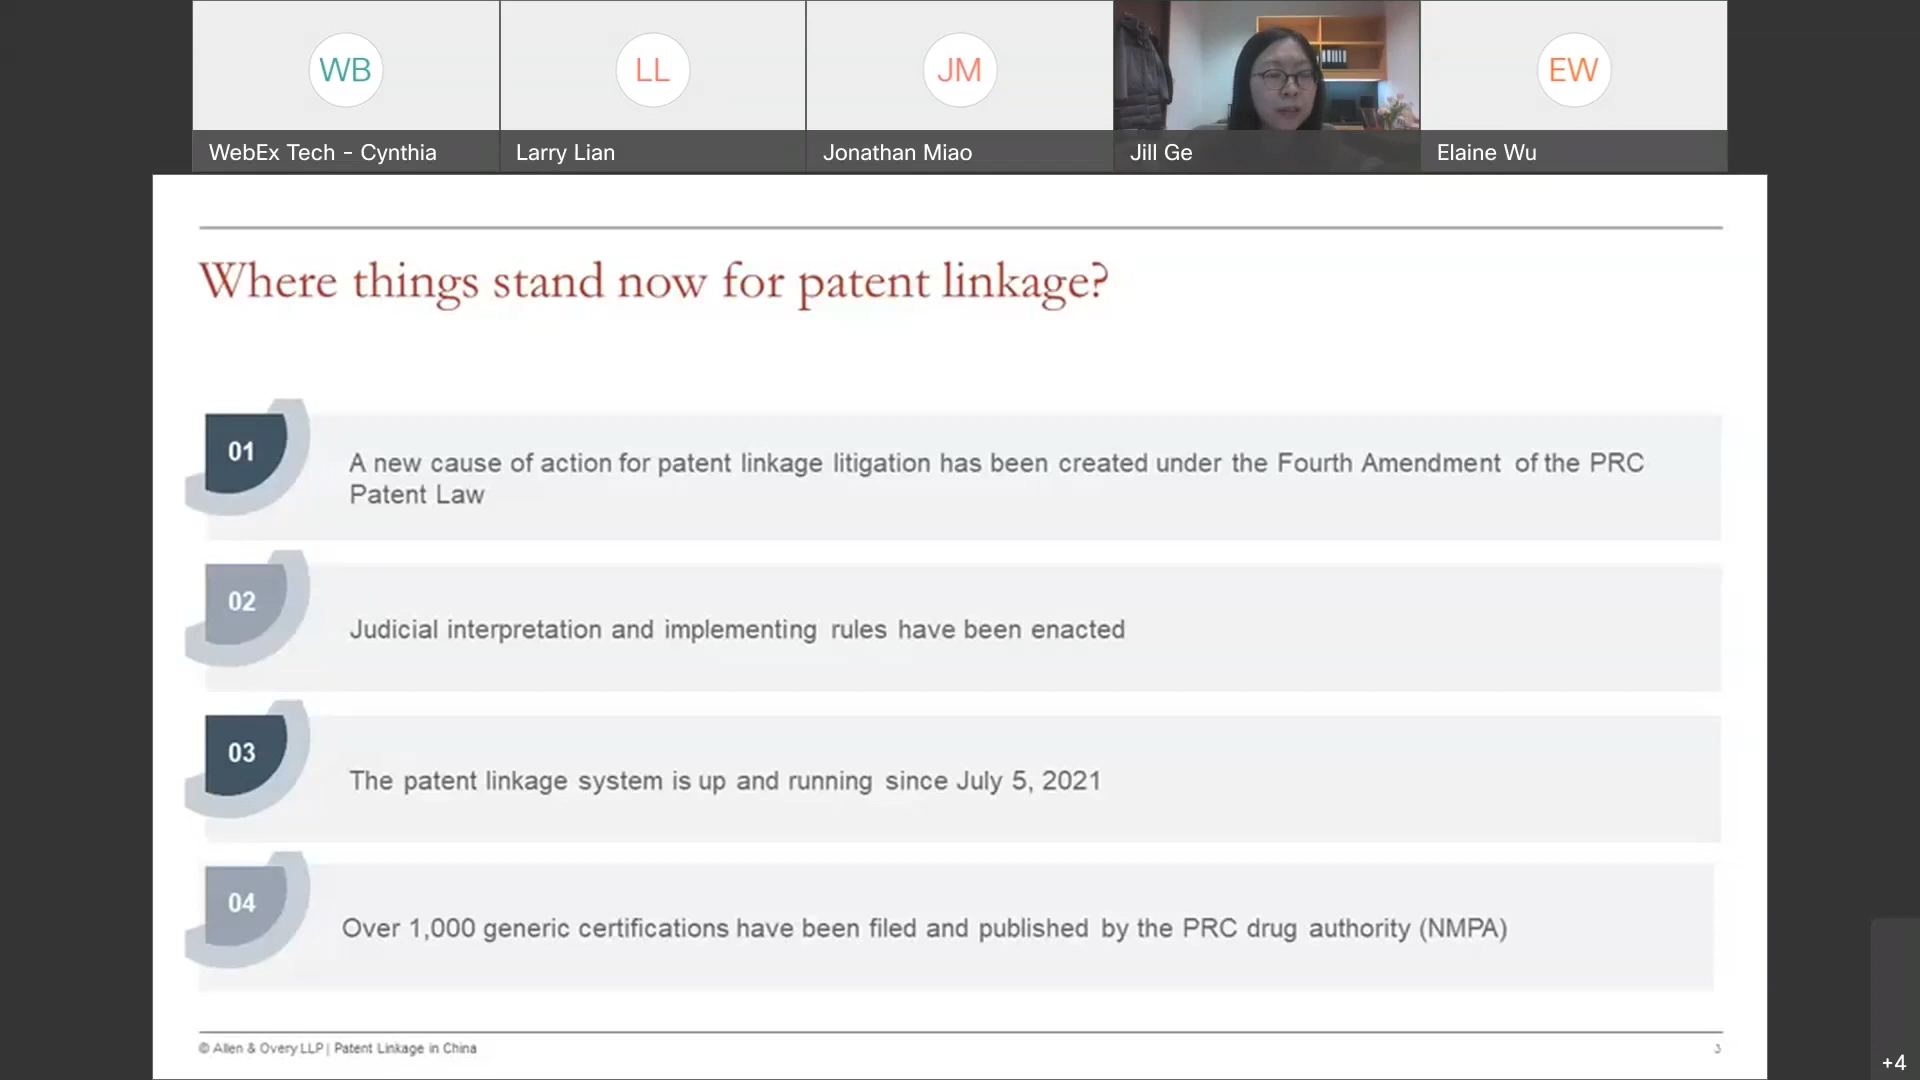 WB
LL
JM
EW
WebEx Tech - Cynthia
Larry Lian
Jonathan Miao
Jill Ge
Elaine Wu
Where things stand now for patent linkage?
01
A new cause of action for patent linkage litigation has been created under the Fourth Amendment of the PRC
Patent Law
02
Judicial interpretation and implementing rules have been enacted
03
The patent linkage system is up and running since July 5, 2021
04
Over 1,000 generic certifications have been filed and published by the PRC drug authority (NMPA)
© Allen & Overy LLP | Patent Linkage in China
3
+4